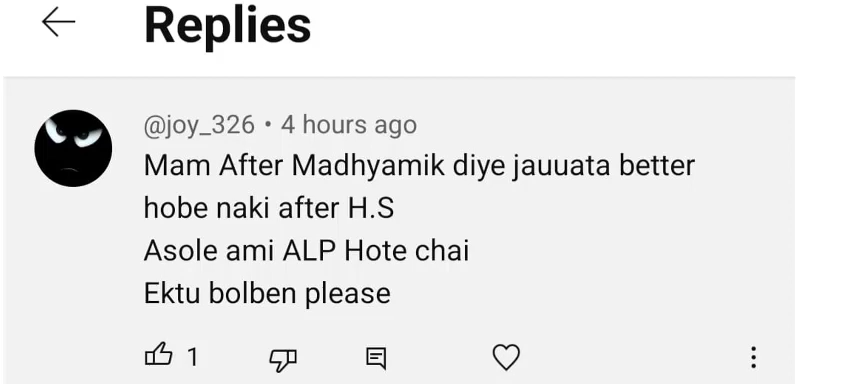 Replies
@joy_326 • 4 hours ago
Mam After Madhyamik diye jauuata better
hobe naki after H.S
Asole ami ALP Hote chai
Ektu bolben please
1